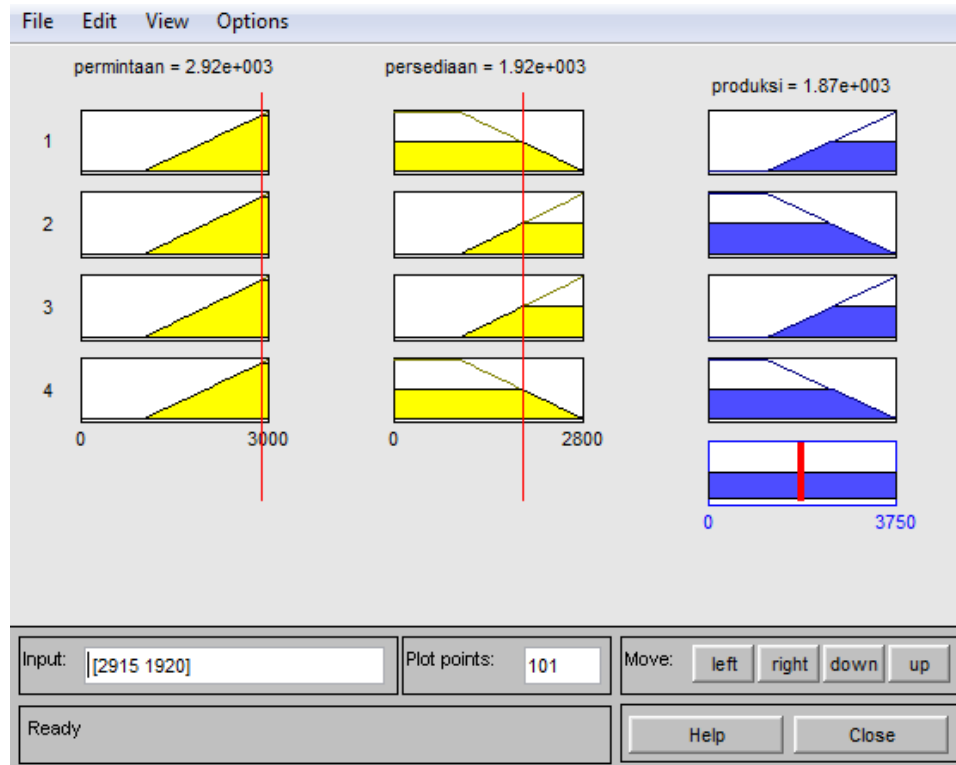 File Edit View Options
permintaan = 2.92e+003 persediaan = 1.92e+003 produksi = 1.87e+003
1
2
3
4
0 3000 0 2800
0 3750
Input: [2915 1920] Plot points: 101 Move: left right down up
Ready Help Close